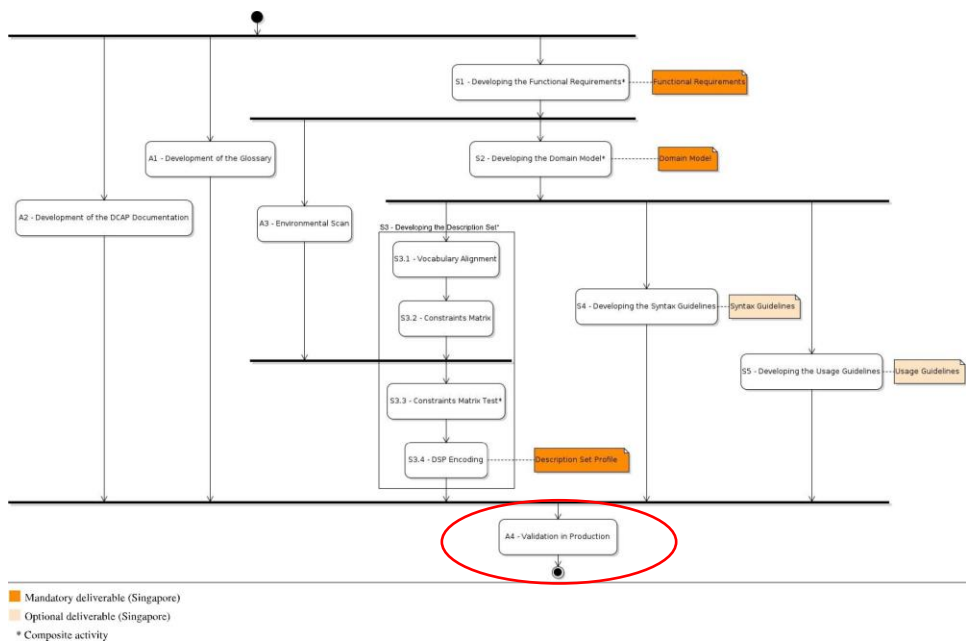 S1 - Developing the Functional Requirements*
Functional Requirements
A1 - Development of the Glossary
S2 - Developing the Domain Model*
Domain Model
A2 - Development of the DCAP Documentation
A3 - Environmental Scan
S3 - Developing the Description Set*
S3.1 - Vocabulary Alignment
S3.2 - Constraints Matrix
S4 - Developing the Syntax Guidelines
Syntax Guidelines
S5 - Developing the Usage Guidelines
Usage Guidelines
S3.3 - Constraints Matrix Test*
S3.4 - DSP Encoding
Description Set Profile
A4 - Validation in Production
Mandatory deliverable (Singapore)
Optional deliverable (Singapore)
* Composite activity